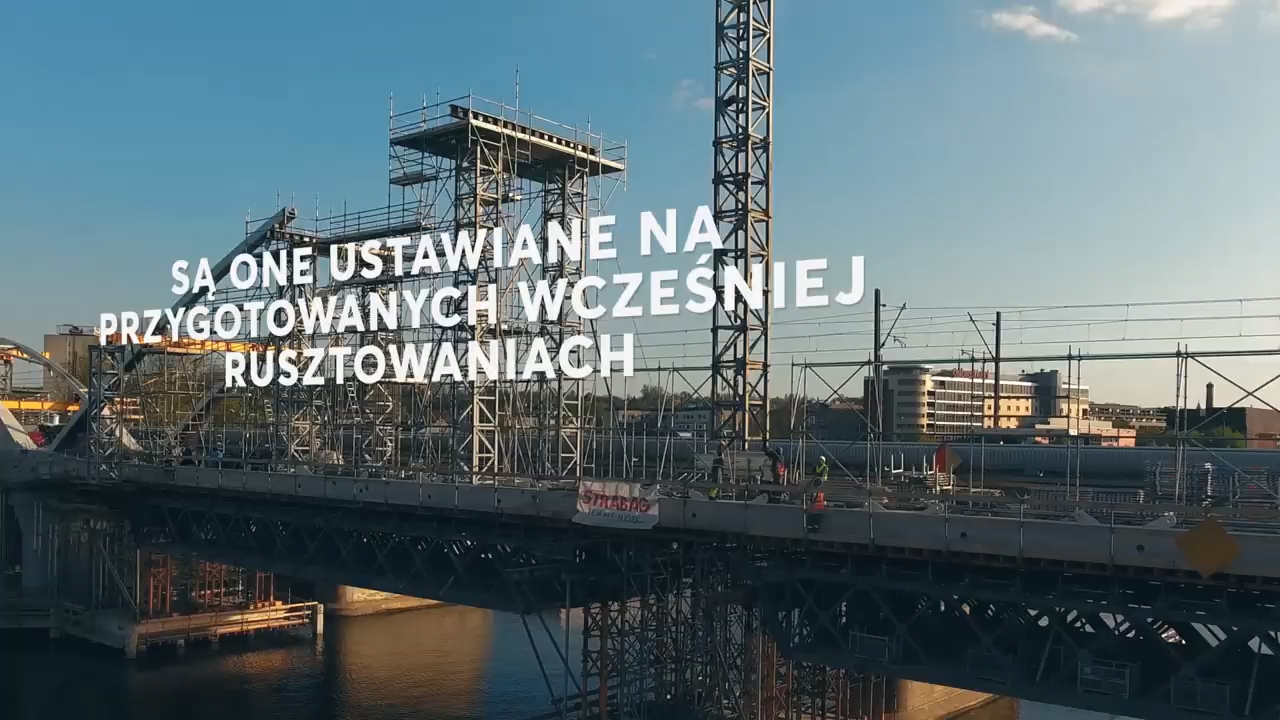 SĄ ONE USTAWIANE NA
PRZYGOTOWANYCH WCZEŚNIEJ
RUSZTOWANIACH
STRABAG